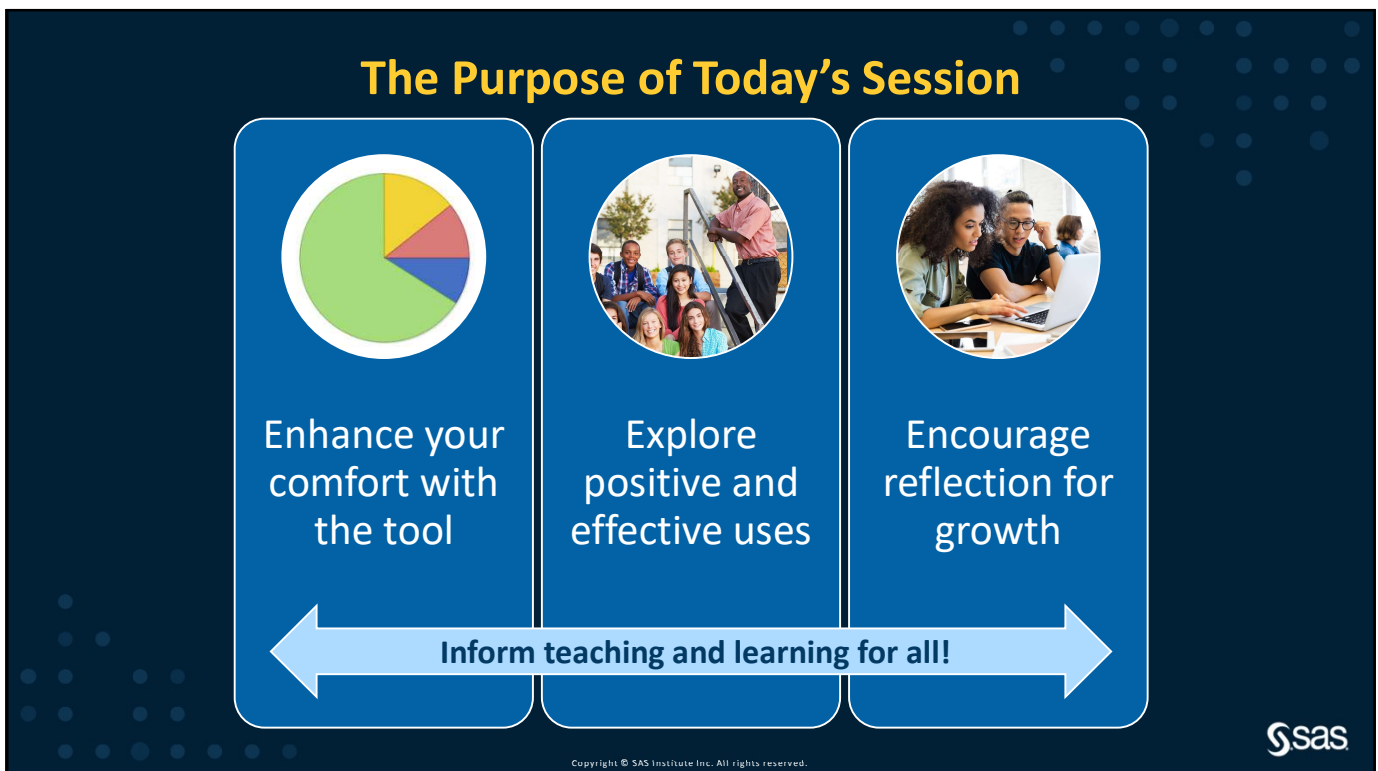 The Purpose of Today’s Session
Enhance your
comfort with
the tool
Explore
positive and
effective uses
Encourage
reflection for
growth
Inform teaching and learning for all!
Copyright © SAS Institute Inc. All rights reserved.
sas